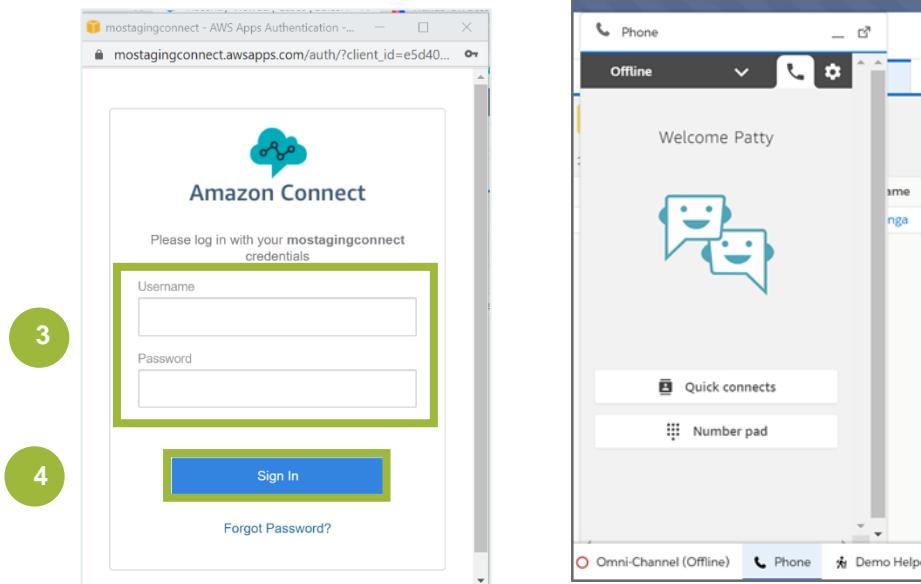 mostagingconnect - AWS Apps Authentication -...
mostagingconnect.awsapps.com/auth/?client_id=e5d40...
Amazon Connect
Please log in with your mostagingconnect
credentials
Username
3
Password
4
Sign In
Forgot Password?
Phone
Offline
Welcome Patty
ame
nga
Quick connects
Number pad
Omni-Channel (Offline)
Phone
Demo Helpe